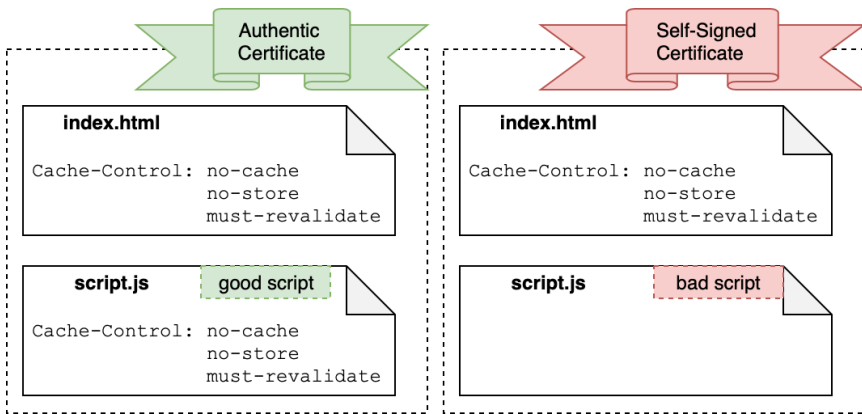 Authentic
Certificate
index.html
Cache-Control: no-cache
no-store
must-revalidate
script.js good script
Cache-Control: no-cache
no-store
must-revalidate
Self-Signed
Certificate
index.html
Cache-Control: no-cache
no-store
must-revalidate
script.js bad script